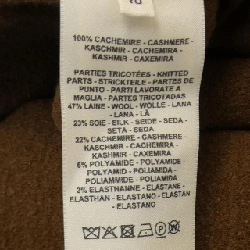 100% CACHEMIRE - CASHMERE -
KASCHMIR - CACHEMIRA -
KASHMIR - CAXEMIRA
PARTIES TRICOTÉES - KNITTED
PARTS - STRICKTEILE - PARTES DE
PUNTO - PARTI LAVORATE A
MAGLIA - PARTES TRICOTADAS
47% LAINE - WOOL - WOLLE - LANA
- LANA - LÃ
23% SOIE - SILK - SEIDE - SEDA -
SETA - SEDA
22% CACHEMIRE - CASHMERE
KASCHMIR - CACHEMIRA -
KASHMIR - CAXEMIRA
6% POLYAMIDE - POLYAMIDE
POLYAMID - POLIAMIDA -
POLIAMMIDE - POLIAMIDA
2% ELASTHANNE - ELASTANE -
ELASTHAN - ELASTANO - ELASTAN
- ELASTANO
P